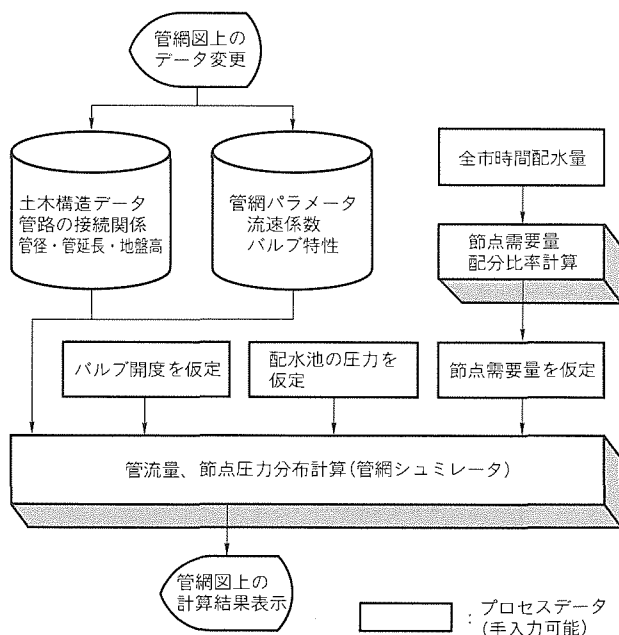 管網図上の
データ変更
土木構造データ
管路の接続関係
管径・管延長・地盤高
管網パラメータ
流速係数
バルブ特性
全市時間配水量
節点需要量
配分比率計算
バルブ開度を仮定
配水池の圧力を
仮定
節点需要量を仮定
管流量、節点圧力分布計算(管網シュミレータ)
管網図上の
計算結果表示
: プロセスデータ
(手入力可能)